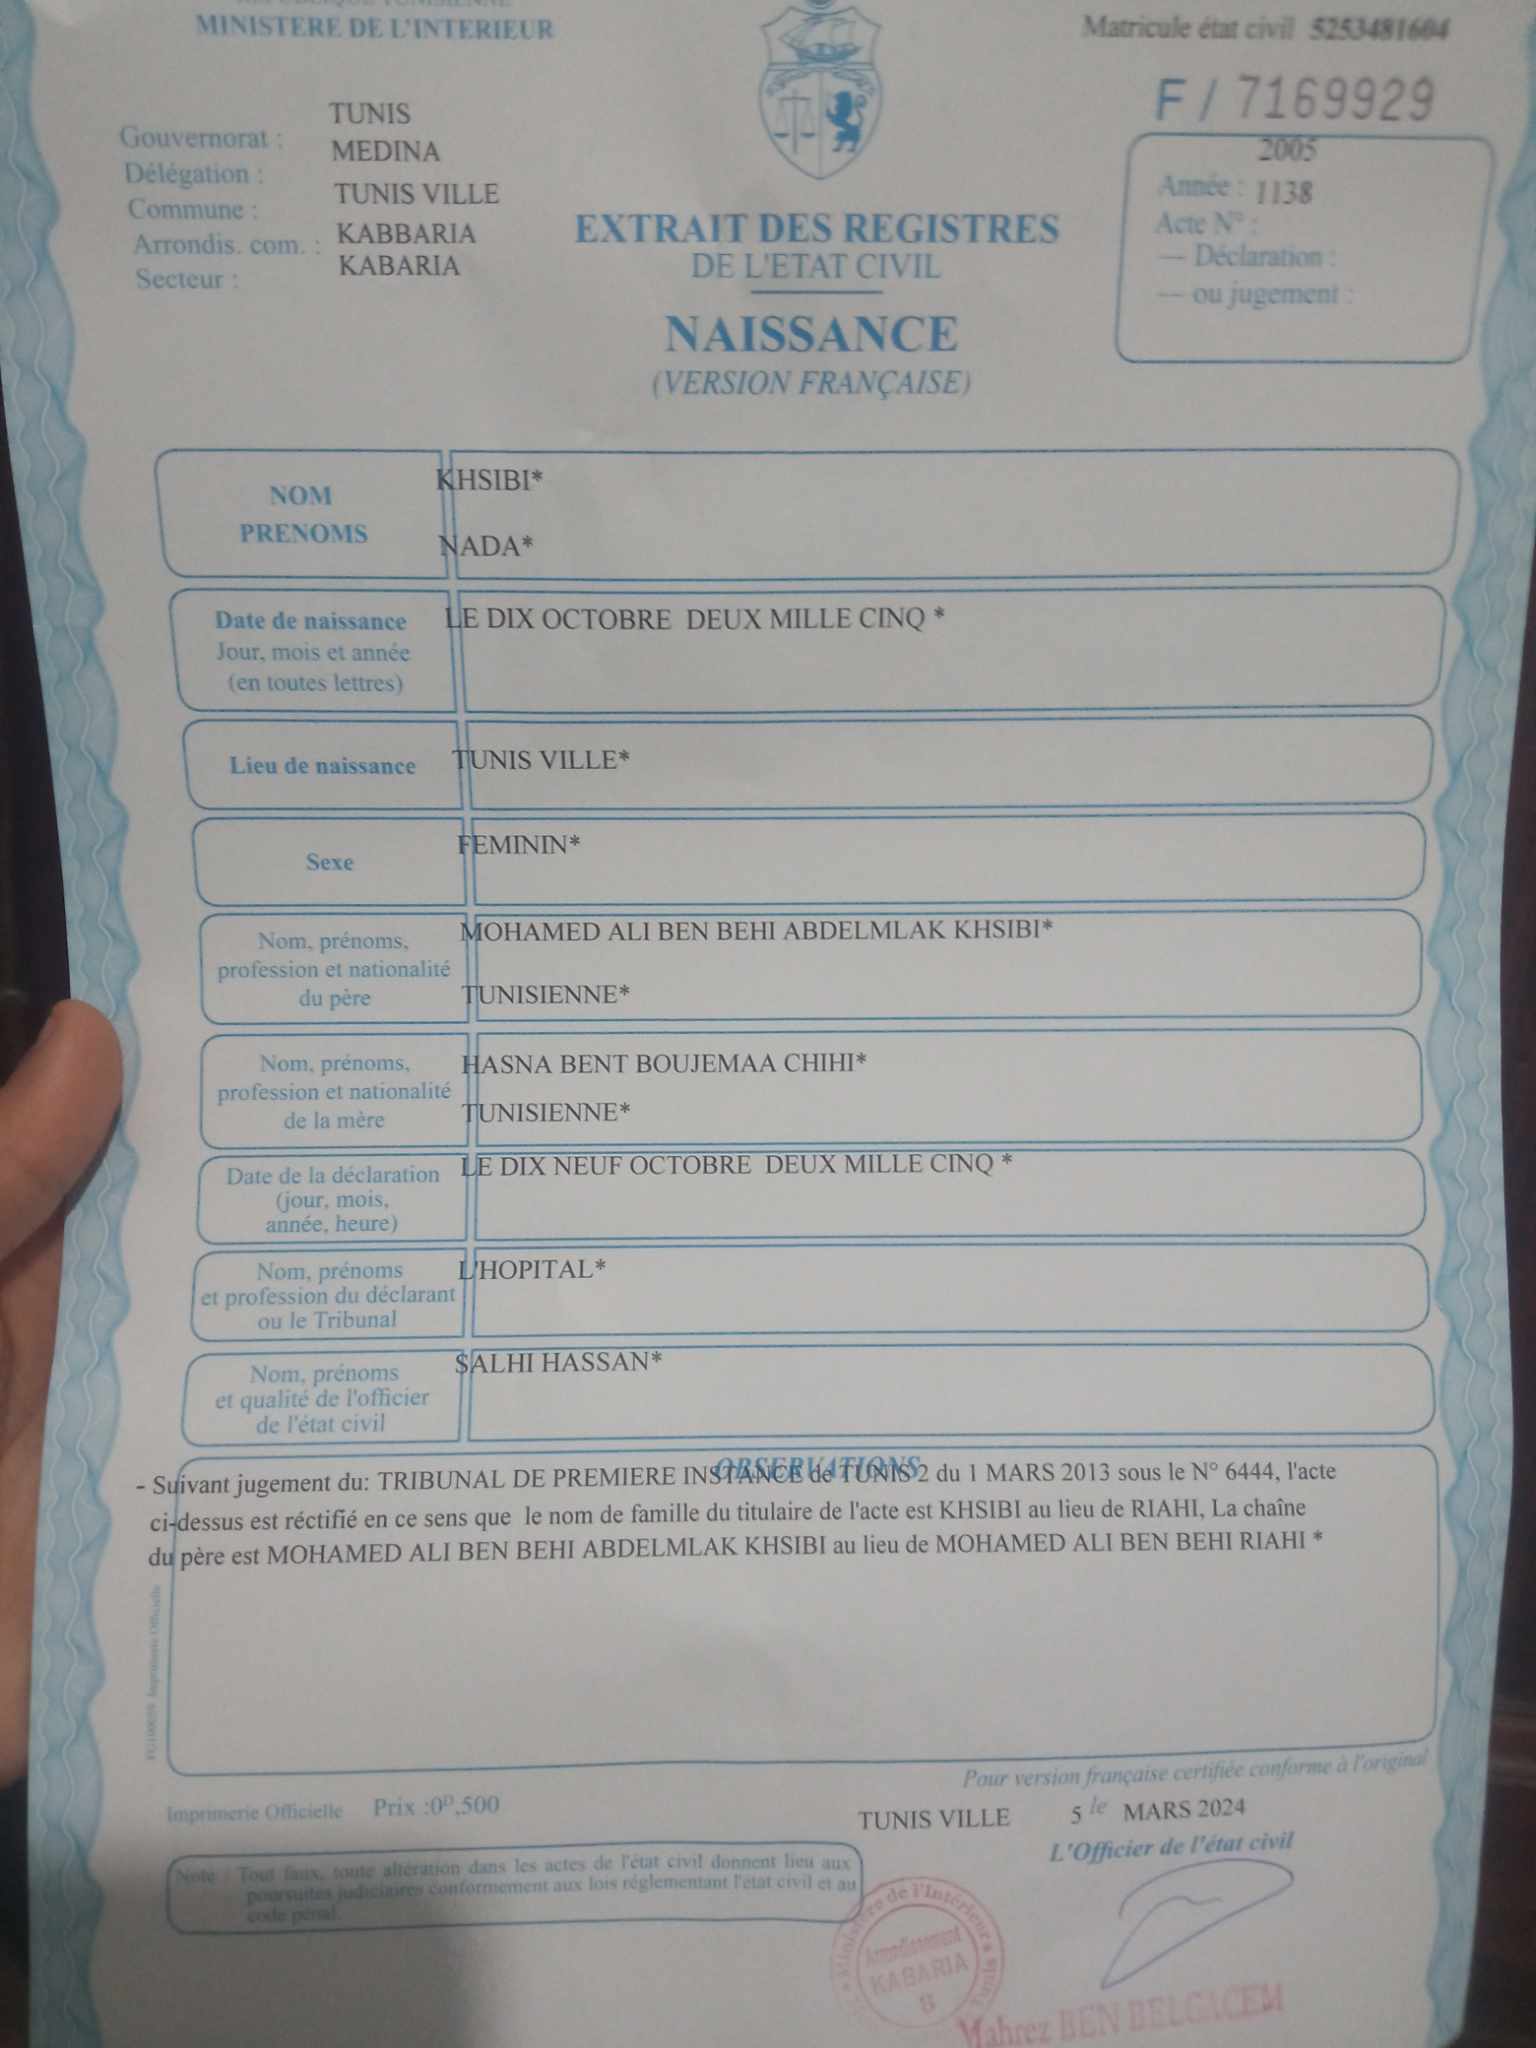 MINISTERE DE L'INTERIEUR
Matricule état civil 5253481604
F / 7169929
Gouvernorat : TUNIS
Délégation : MEDINA
Commune : TUNIS VILLE
Arrondis. com. : KABBARIA
Secteur : KABARIA
2005
Année : 1138
Acte N° :
— Déclaration :
— ou jugement :
EXTRAIT DES REGISTRES
DE L'ETAT CIVIL
NAISSANCE
(VERSION FRANÇAISE)
NOM
PRENOMS
KHSIBI*
NADA*
Date de naissance
Jour, mois et année
(en toutes lettres)
LE DIX OCTOBRE DEUX MILLE CINQ *
Lieu de naissance
TUNIS VILLE*
Sexe
FEMININ*
Nom, prénoms,
profession et nationalité
du père
MOHAMED ALI BEN BEHI ABDELMLAK KHSIBI*
TUNISIENNE*
Nom, prénoms,
profession et nationalité
de la mère
HASNA BENT BOUJEMAA CHIHI*
TUNISIENNE*
Date de la déclaration
(jour, mois,
année, heure)
LE DIX NEUF OCTOBRE DEUX MILLE CINQ *
Nom, prénoms
et profession du déclarant
ou le Tribunal
L'HOPITAL*
Nom, prénoms
et qualité de l'officier
de l'état civil
SALHI HASSAN*
OBSERVATIONS
- Suivant jugement du: TRIBUNAL DE PREMIERE INSTANCE de TUNIS 2 du 1 MARS 2013 sous le N° 6444, l'acte
ci-dessus est réctifié en ce sens que le nom de famille du titulaire de l'acte est KHSIBI au lieu de RIAHI, La chaîne
du père est MOHAMED ALI BEN BEHI ABDELMLAK KHSIBI au lieu de MOHAMED ALI BEN BEHI RIAHI *
Imprimerie Officielle
Pour version française certifiée conforme à l'original
Imprimerie Officielle Prix :0ᴰ,500
TUNIS VILLE 5 le MARS 2024
L'Officier de l'état civil
Note : Tout faux, toute altération dans les actes de l'état civil donnent lieu aux
poursuites judiciaires conformement aux lois réglementant l'état civil et au
code pénal.
Ministère de l'Intérieur
Arrondissement
KABARIA
8
Mahrez BEN BELGACEM